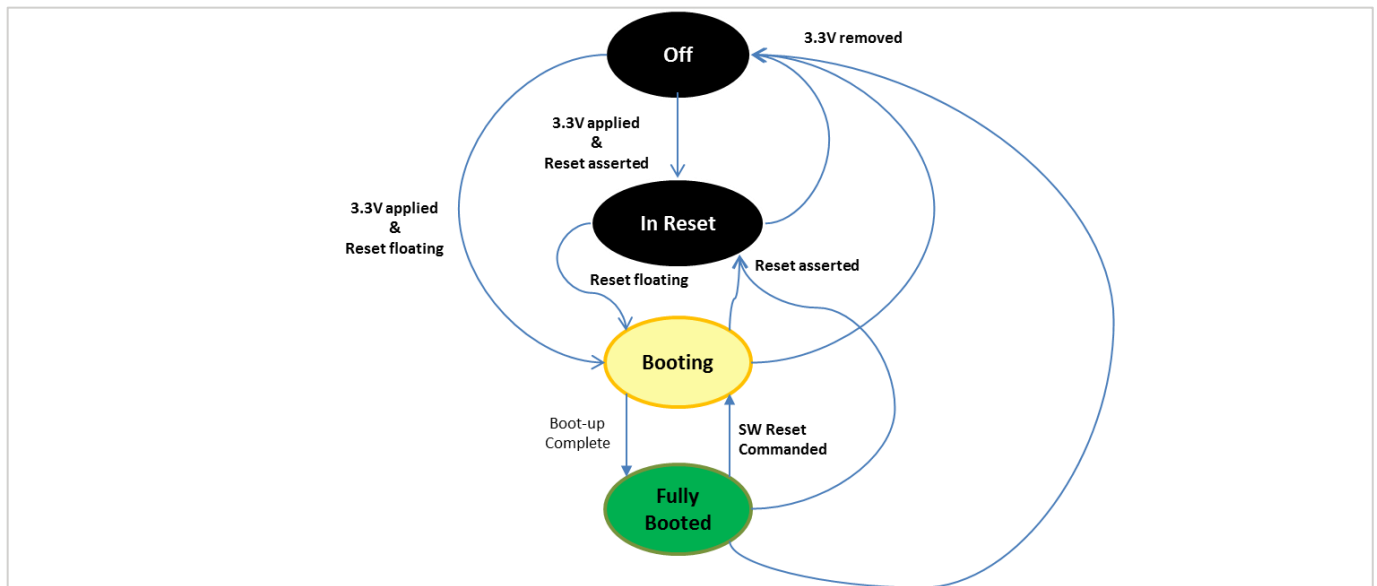 Off
3.3V removed
3.3V applied
&
Reset asserted
3.3V applied
&
Reset floating
In Reset
Reset floating
Reset asserted
Booting
Boot-up
Complete
SW Reset
Commanded
Fully
Booted